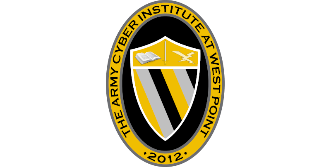 THE ARMY CYBER INSTITUTE AT WEST POINT
·2012·